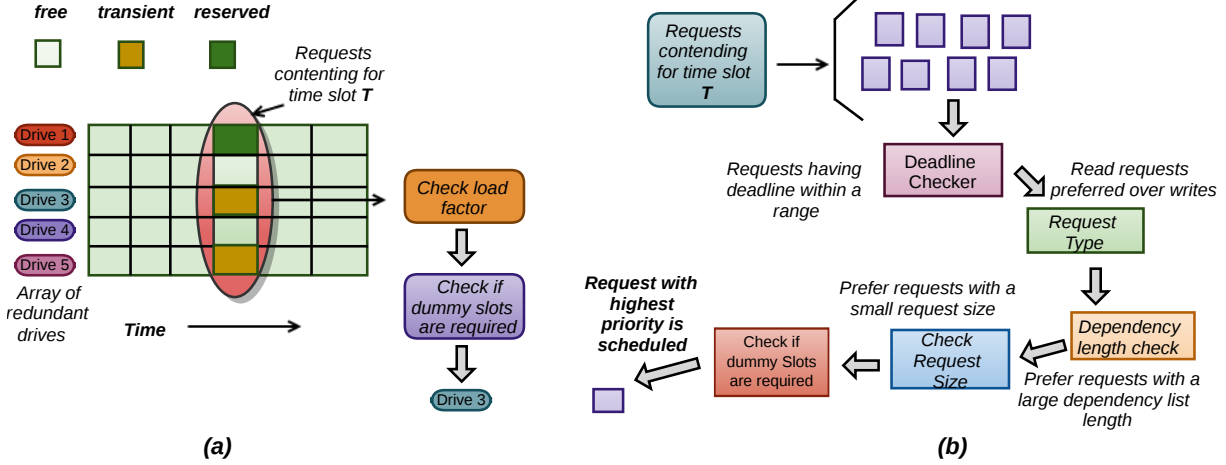 free transient reserved
Requests
contenting for
time slot T
Drive 1
Drive 2
Drive 3
Drive 4
Drive 5
Array of
redundant
drives
Time
Check load
factor
Check if
dummy slots
are required
Drive 3
(a)
Requests
contending
for time slot
T
Deadline
Checker
Requests having
deadline within a
range
Read requests
preferred over writes
Request
Type
Dependency
length check
Prefer requests with a
large dependency list
length
Prefer requests with a
small request size
Check
Request
Size
Check if
dummy Slots
are required
Request with
highest
priority is
scheduled
(b)